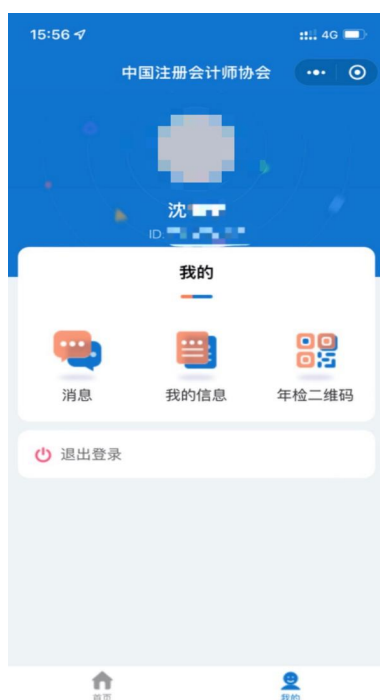 15:56 4G
中国注册会计师协会
沈
ID:
我的
消息 我的信息 年检二维码
退出登录
首页 我的